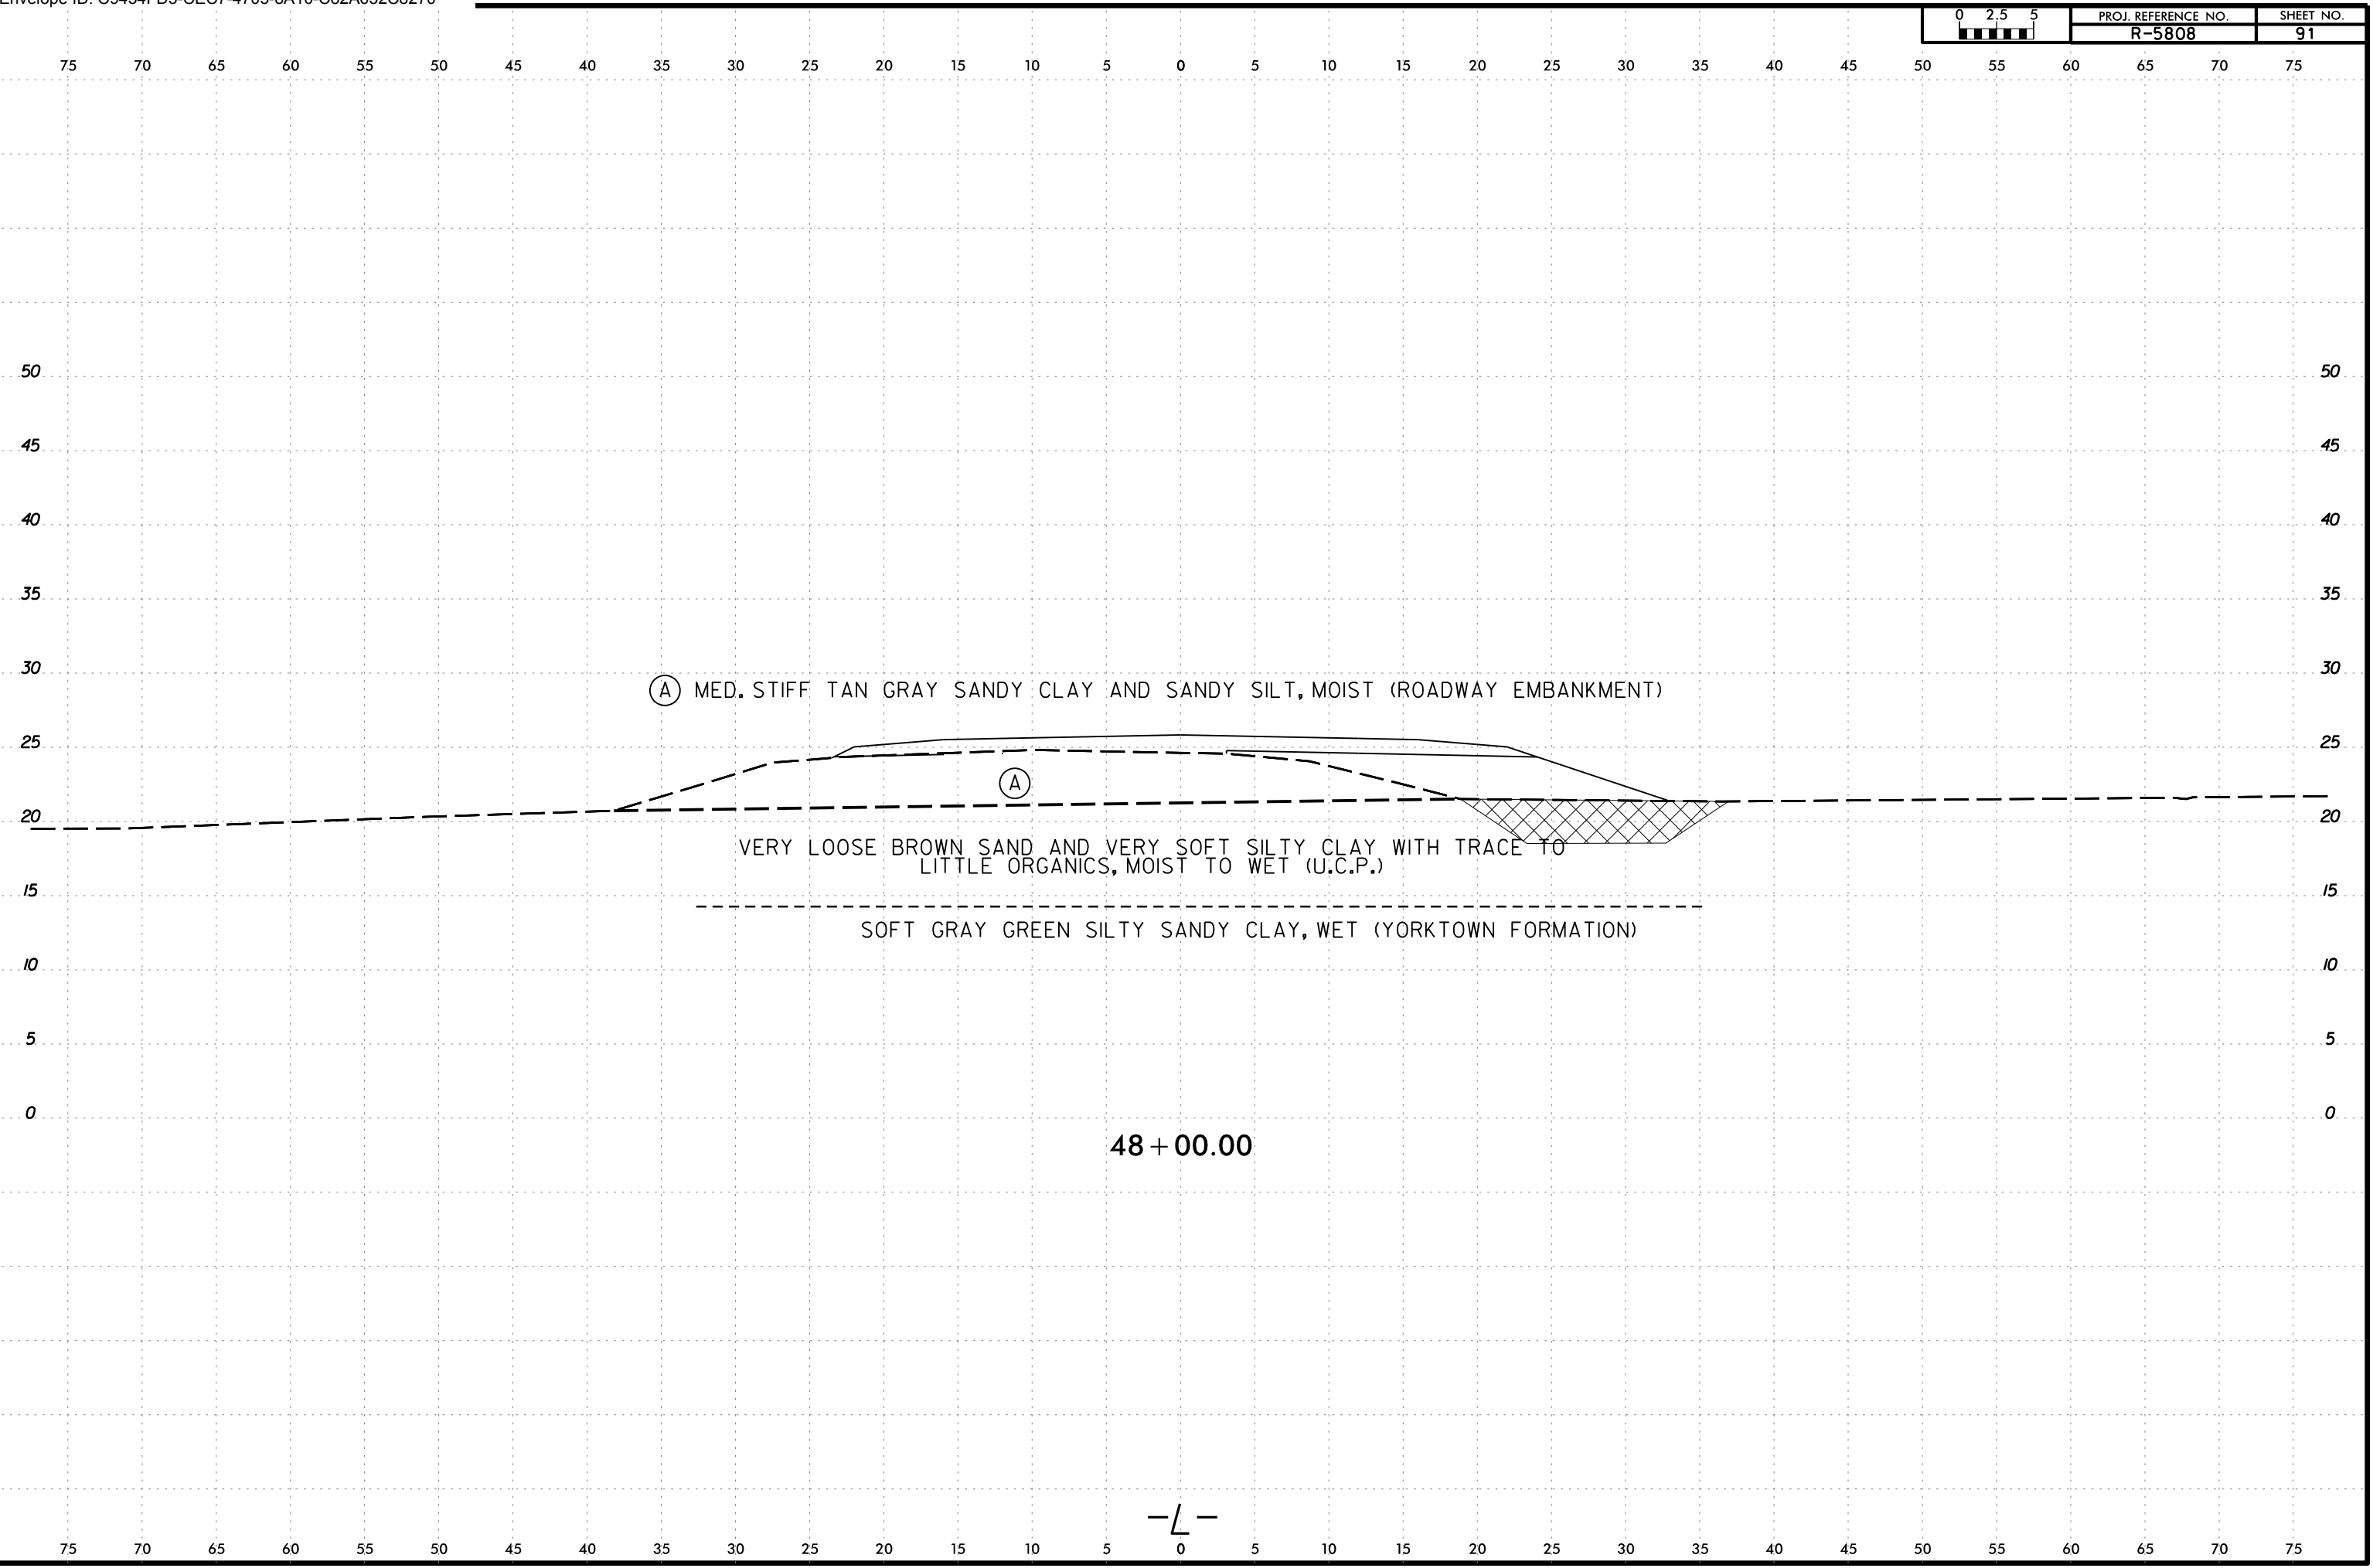 0 2.5 5
PROJ. REFERENCE NO. SHEET NO.
R-5808 91
75 70 65 60 55 50 45 40 35 30 25 20 15 10 5 0 5 10 15 20 25 30 35 40 45 50 55 60 65 70 75
50 50
45 45
40 40
35 35
30 30
A MED. STIFF TAN GRAY SANDY CLAY AND SANDY SILT, MOIST (ROADWAY EMBANKMENT)
25 25
A
20 20
VERY LOOSE BROWN SAND AND VERY SOFT SILTY CLAY WITH TRACE TO
LITTLE ORGANICS, MOIST TO WET (U.C.P.)
15 15
SOFT GRAY GREEN SILTY SANDY CLAY, WET (YORKTOWN FORMATION)
10 10
5 5
0 0
48+00.00
-L-
75 70 65 60 55 50 45 40 35 30 25 20 15 10 5 0 5 10 15 20 25 30 35 40 45 50 55 60 65 70 75